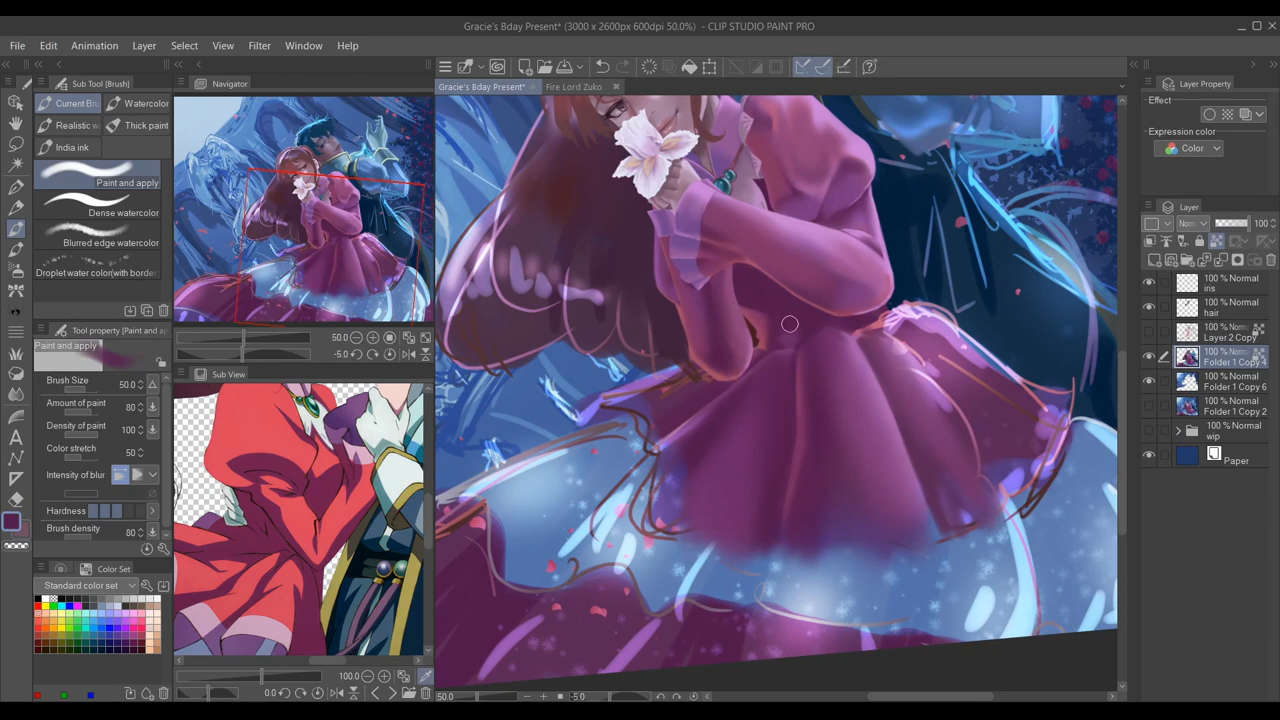 Gracie's Bday Present* (3000 x 2600px 600dpi 50.0%) - CLIP STUDIO PAINT PRO
File Edit Animation Layer Select View Filter Window Help
Sub Tool [Brush]
Navigator
Gracie's Bday Present*
Fire Lord Zuko
Layer Property
Current Br
Watercolor
Realistic w
Thick paint
India ink
Paint and apply
Dense watercolor
Blurred edge watercolor
Droplet water color(with border
Tool property [Paint and a
Paint and apply
Brush Size 50.0
Amount of paint 80
Density of paint 100
Color stretch 50
Intensity of blur
Hardness
Brush density 80
Color Set
Standard color set
50.0
-5.0
Sub View
100.0
0.0
50.0
-5.0
Effect
Expression color
Color
Layer
100
100 % Normal
iris
100 % Normal
hair
100 % Norm
Layer 2 Copy
100 % Norm
Folder 1 Copy 4
100 % Normal
Folder 1 Copy 6
100 % Normal
Folder 1 Copy 2
100 % Normal
wip
Paper